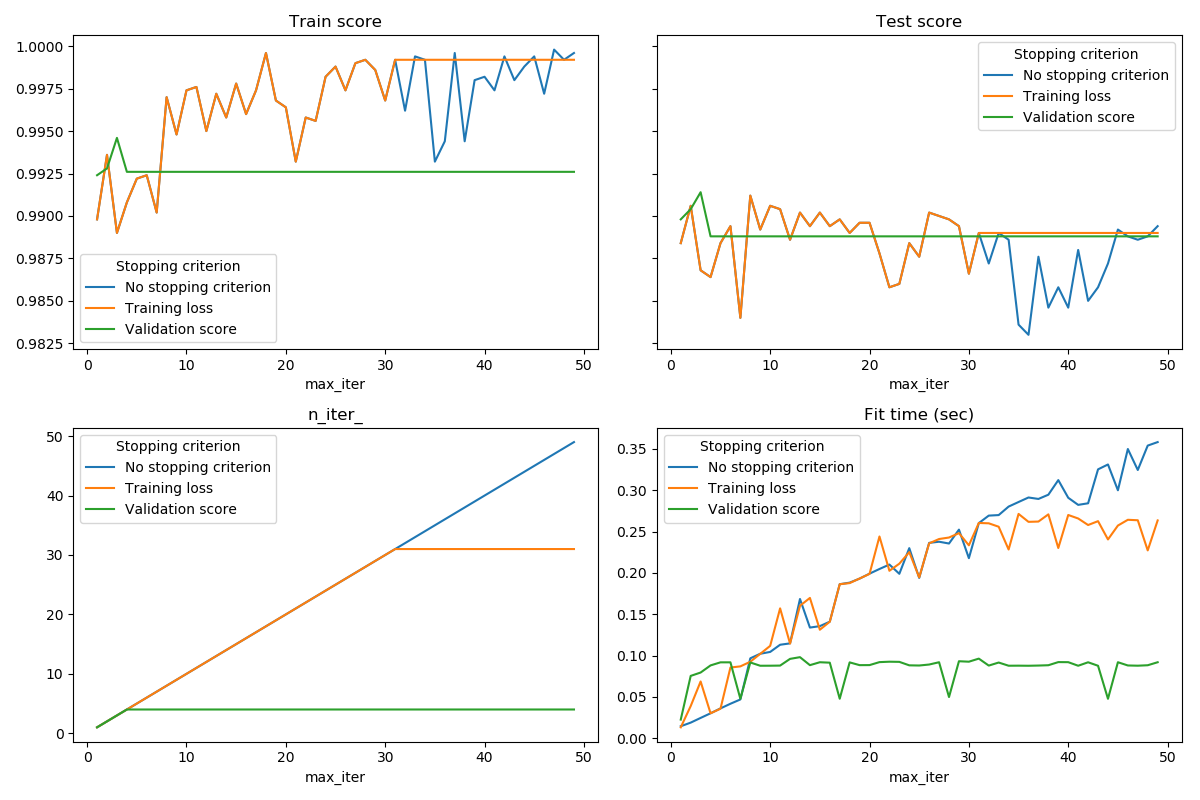 Train score
1.0000
0.9975
0.9950
0.9925
0.9900
0.9875
0.9850
0.9825
Stopping criterion
No stopping criterion
Training loss
Validation score
0 10 20 30 40 50
max_iter
Test score
Stopping criterion
No stopping criterion
Training loss
Validation score
0 10 20 30 40 50
max_iter
n_iter_
50
40
30
20
10
0
Stopping criterion
No stopping criterion
Training loss
Validation score
0 10 20 30 40 50
max_iter
Fit time (sec)
0.35
0.30
0.25
0.20
0.15
0.10
0.05
0.00
Stopping criterion
No stopping criterion
Training loss
Validation score
0 10 20 30 40 50
max_iter